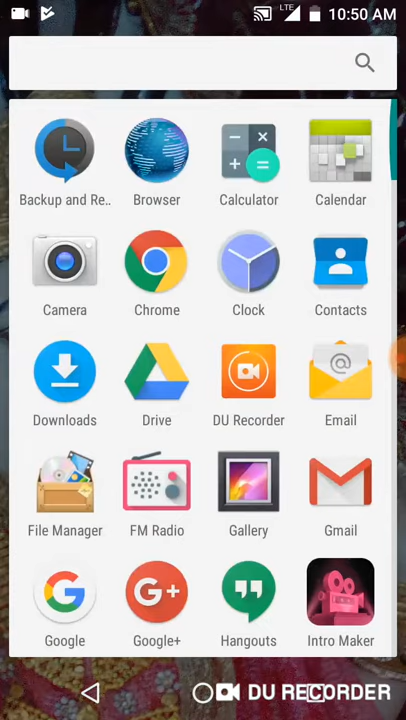 LTE 10:50 AM
Backup and Re.. Browser Calculator Calendar
Camera Chrome Clock Contacts
Downloads Drive DU Recorder Email
File Manager FM Radio Gallery Gmail
Google Google+ Hangouts Intro Maker
DU RECORDER